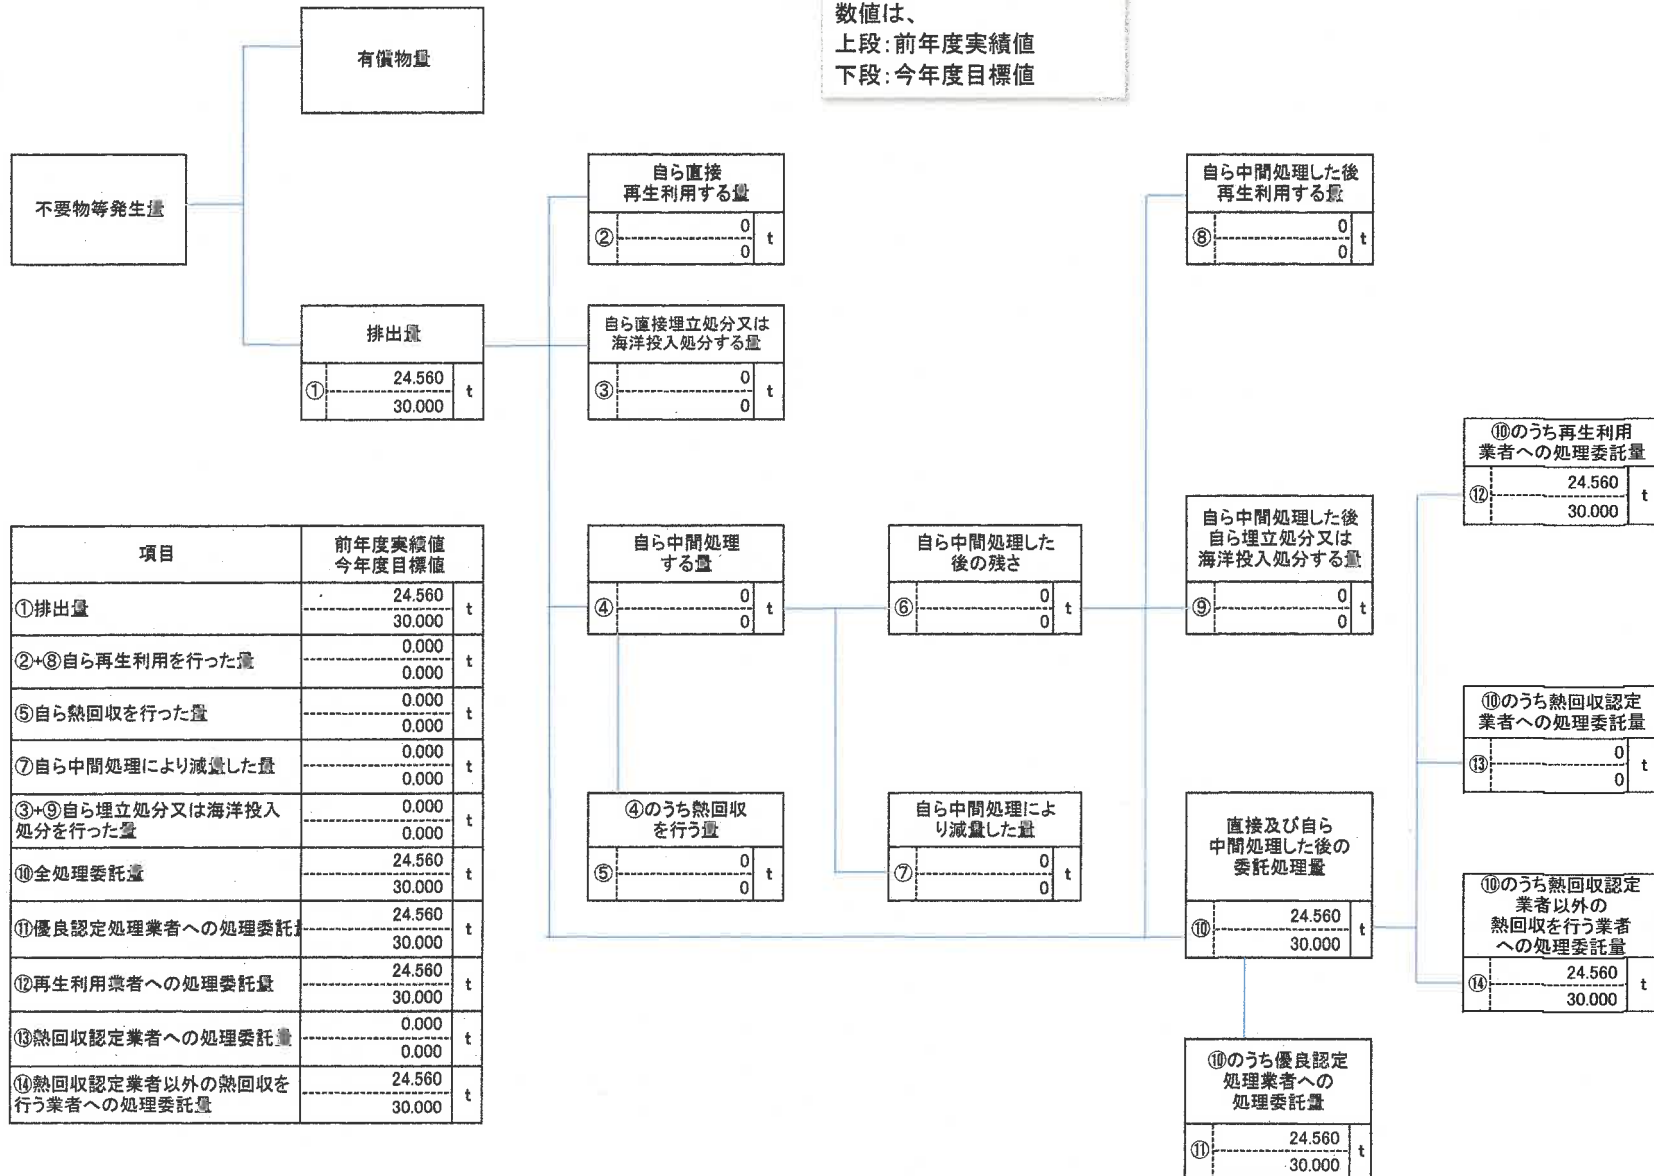 数値は、
上段:前年度実績値
下段:今年度目標値
有償物量
不要物等発生量
排出量
①
24.560
30.000
t
自ら直接
再生利用する量
②
0
0
t
自ら直接埋立処分又は
海洋投入処分する量
③
0
0
t
自ら中間処理
する量
④
0
0
t
④のうち熱回収
を行う量
⑤
0
0
t
自ら中間処理した
後の残さ
⑥
0
0
t
自ら中間処理によ
り減量した量
⑦
0
0
t
自ら中間処理した後
再生利用する量
⑧
0
0
t
自ら中間処理した後
自ら埋立処分又は
海洋投入処分する量
⑨
0
0
t
直接及び自ら
中間処理した後の
委託処理量
⑩
24.560
30.000
t
⑩のうち優良認定
処理業者への
処理委託量
⑪
24.560
30.000
t
⑩のうち再生利用
業者への処理委託量
⑫
24.560
30.000
t
⑩のうち熱回収認定
業者への処理委託量
⑬
0
0
t
⑩のうち熱回収認定
業者以外の
熱回収を行う業者
への処理委託量
⑭
24.560
30.000
t
項目
前年度実績値
今年度目標値
①排出量
24.560
30.000
t
②+⑧自ら再生利用を行った量
0.000
0.000
t
⑤自ら熱回収を行った量
0.000
0.000
t
⑦自ら中間処理により減量した量
0.000
0.000
t
③+⑨自ら埋立処分又は海洋投入
処分を行った量
0.000
0.000
t
⑩全処理委託量
24.560
30.000
t
⑪優良認定処理業者への処理委託
24.560
30.000
t
⑫再生利用業者への処理委託量
24.560
30.000
t
⑬熱回収認定業者への処理委託量
0.000
0.000
t
⑭熱回収認定業者以外の熱回収を
行う業者への処理委託量
24.560
30.000
t